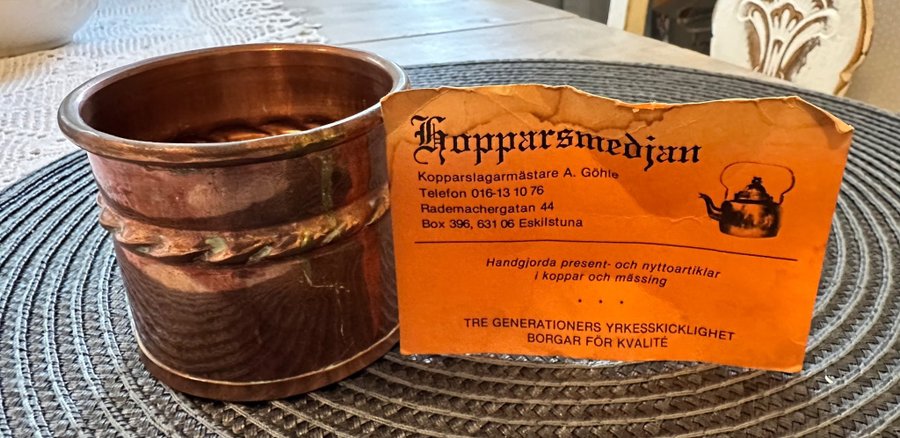 Kopparsmedjan
Kopparslagarmästare A. Göhle
Telefon 016-13 10 76
Rademachergatan 44
Box 396, 631 06 Eskilstuna
Handgjorda present- och nyttoartiklar
i koppar och mässing
. . .
TRE GENERATIONERS YRKESSKICKLIGHET
BORGAR FÖR KVALITÉ